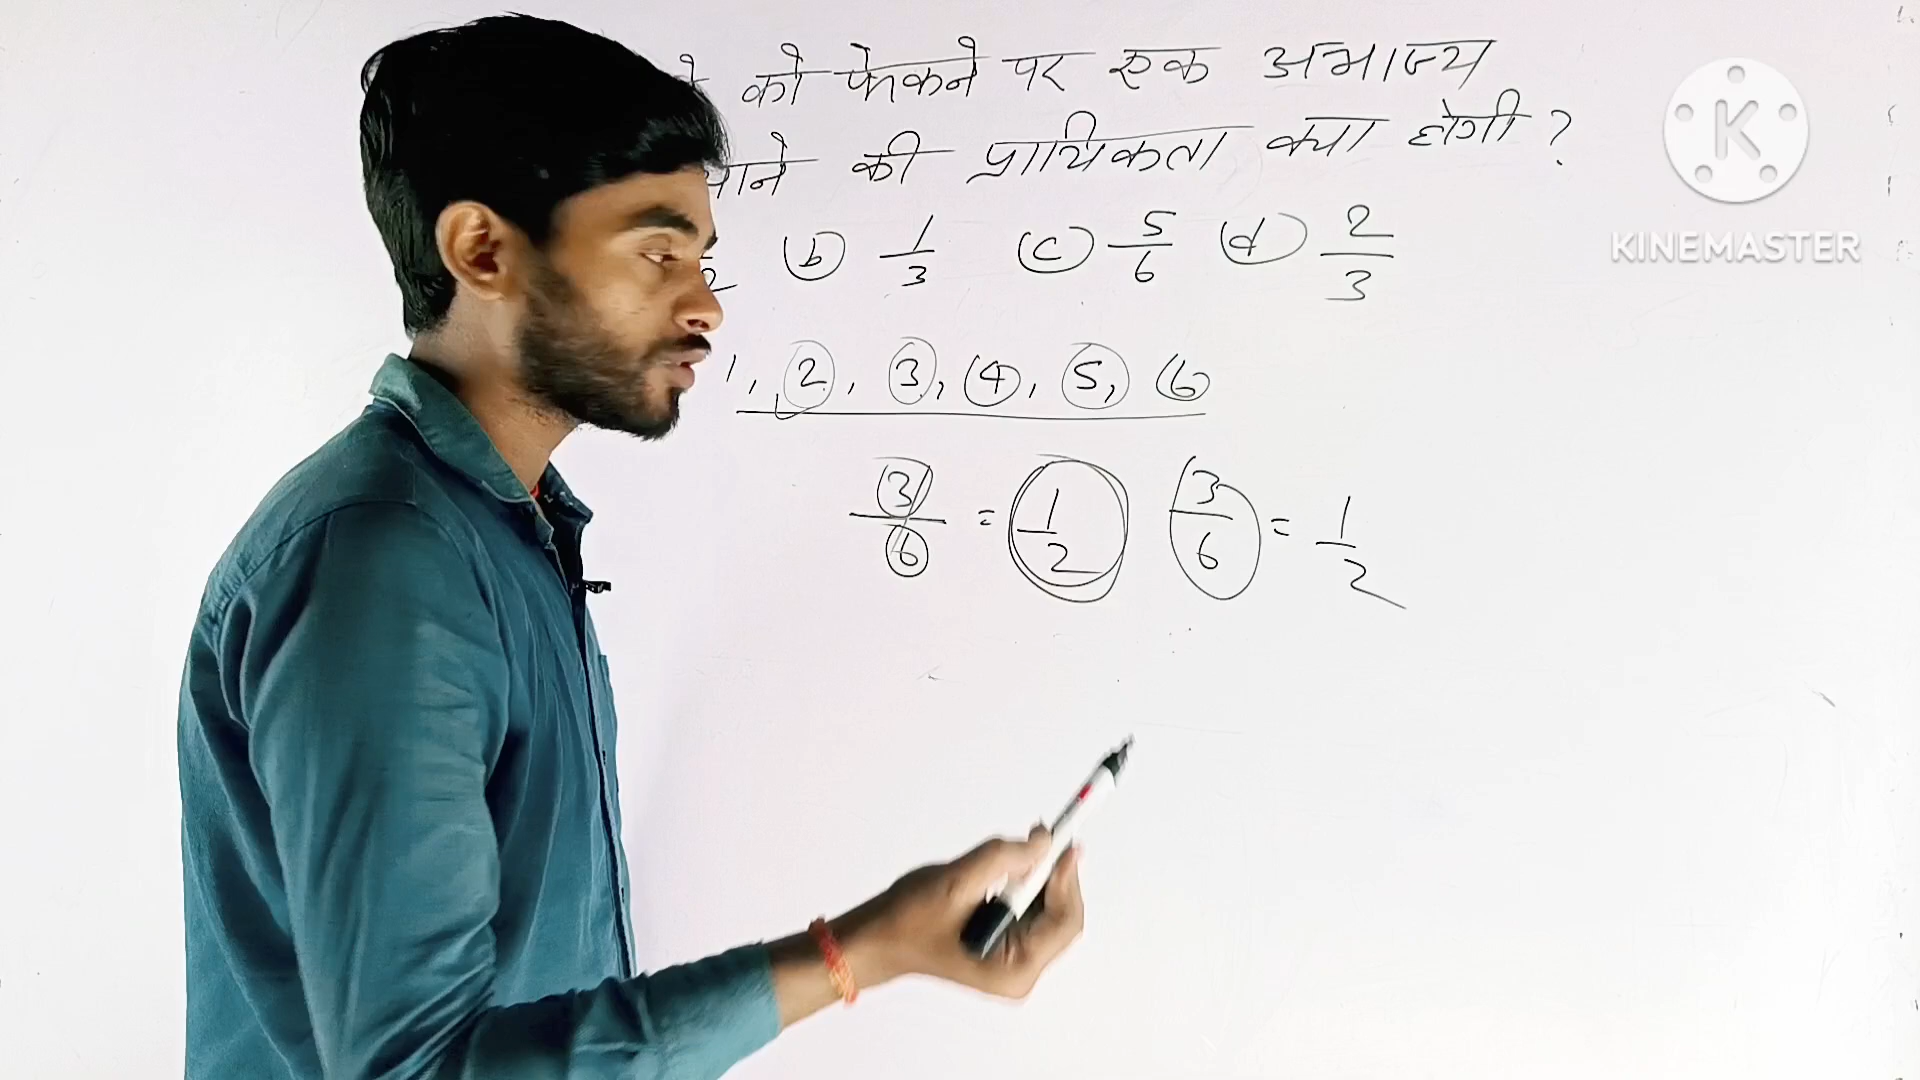 को फेकने पर एक अभाज्य
पाने की प्रायिकता क्या होगी ?
2 (b) 1/3 (c) 5/6 (d) 2/3
1, 2, 3, 4, 5, 6
3/6 = 1/2 3/6 = 1/2
K
KINEMASTER